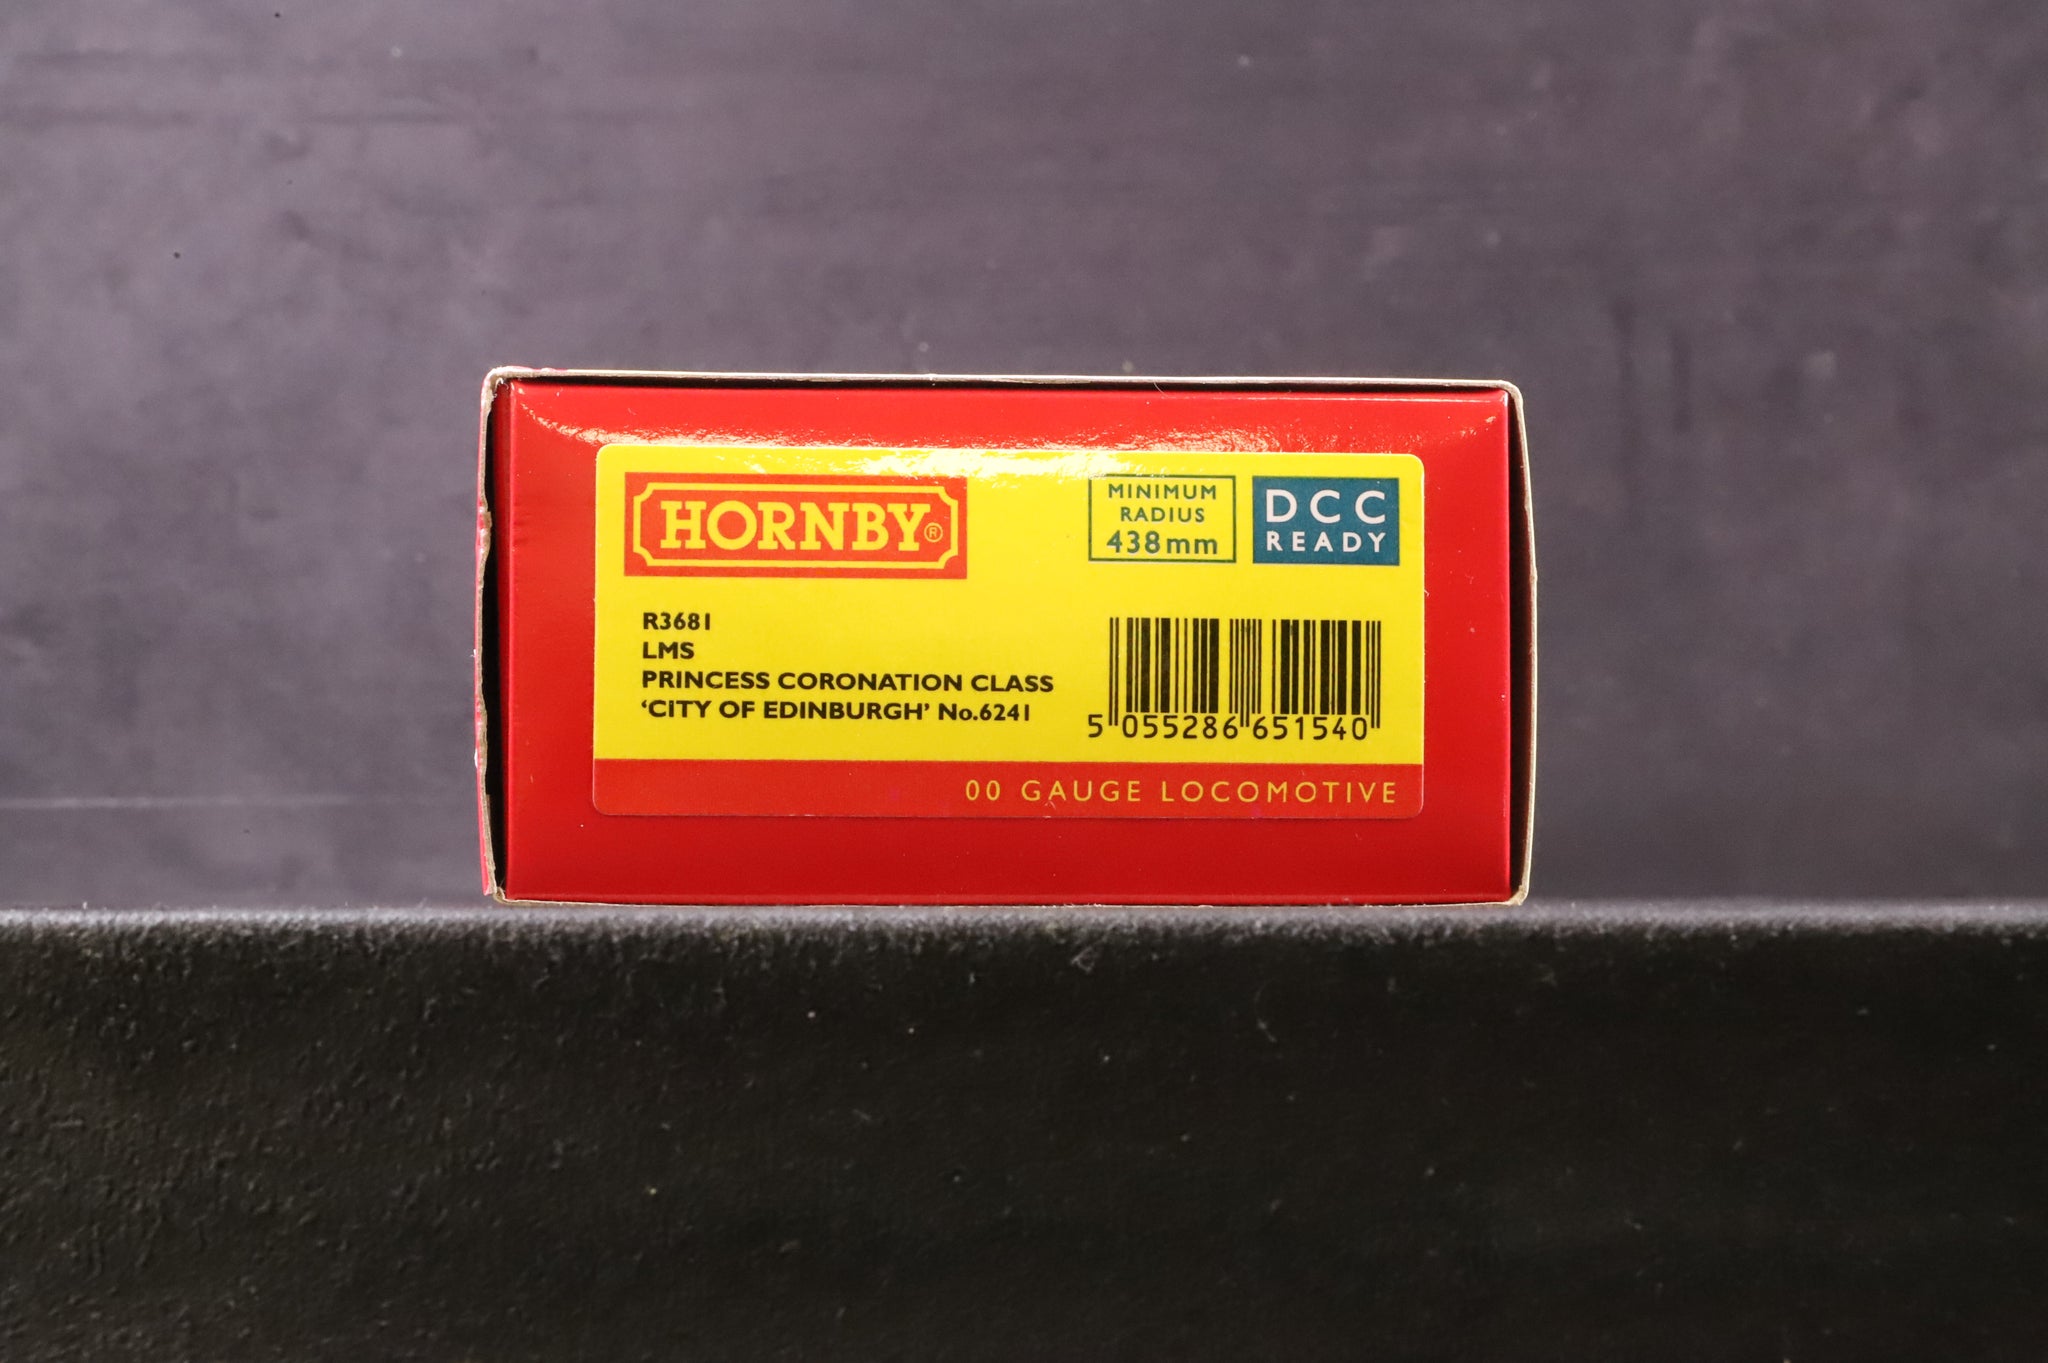 HORNBY®
MINIMUM
RADIUS
438mm
DCC
READY
R3681
LMS
PRINCESS CORONATION CLASS
‘CITY OF EDINBURGH’ No.6241
5 055286 651540
00 GAUGE LOCOMOTIVE